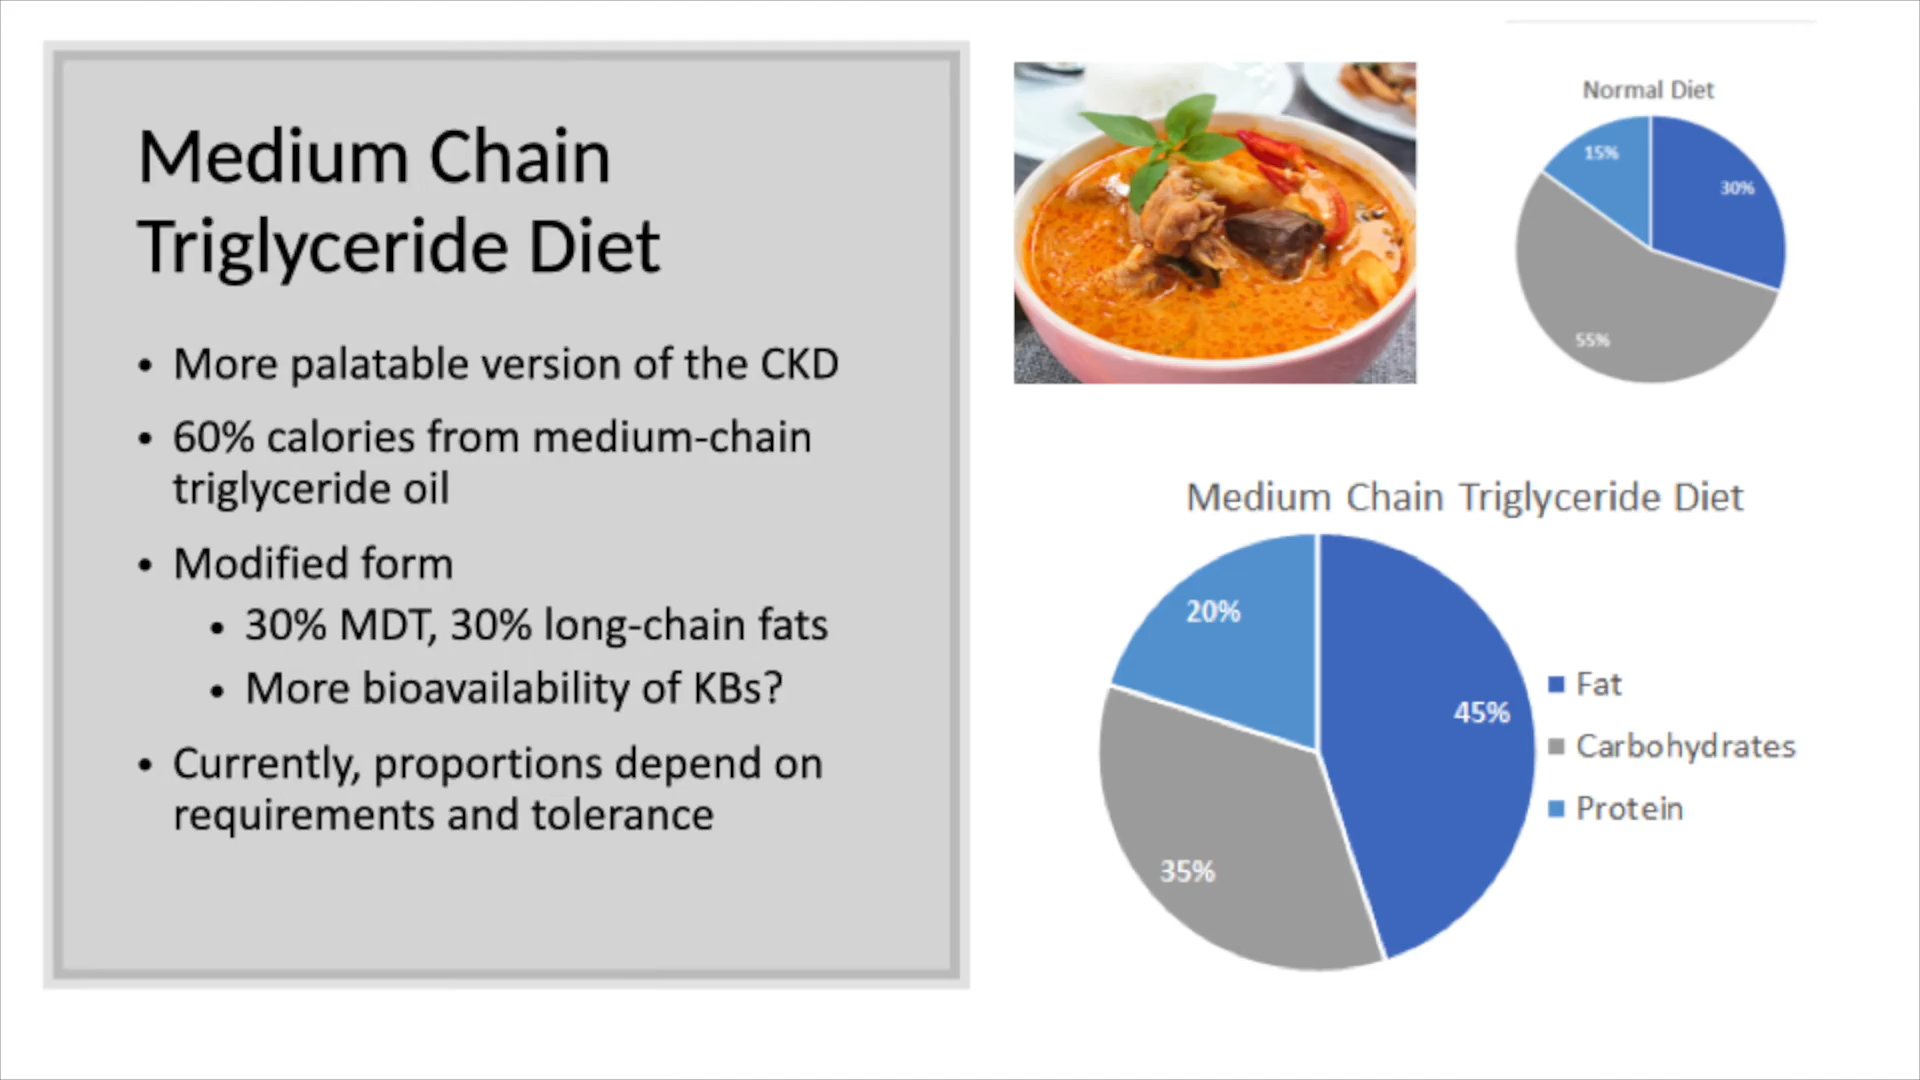 Medium Chain
Triglyceride Diet
• More palatable version of the CKD
• 60% calories from medium-chain
triglyceride oil
• Modified form
• 30% MDT, 30% long-chain fats
• More bioavailability of KBs?
• Currently, proportions depend on
requirements and tolerance
Normal Diet
15%
30%
55%
Medium Chain Triglyceride Diet
20%
45%
35%
Fat
Carbohydrates
Protein